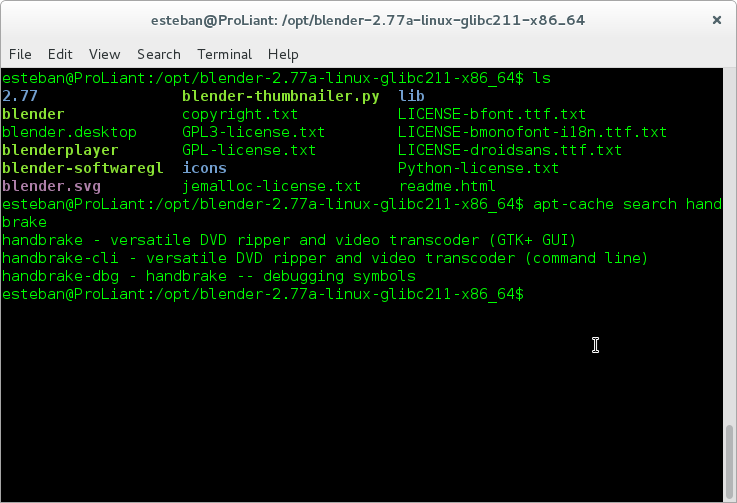 esteban@ProLiant: /opt/blender-2.77a-linux-glibc211-x86_64
File Edit View Search Terminal Help
esteban@ProLiant:/opt/blender-2.77a-linux-glibc211-x86_64$ ls
2.77 blender-thumbnailer.py lib
blender copyright.txt LICENSE-bfont.ttf.txt
blender.desktop GPL3-license.txt LICENSE-bmonofont-i18n.ttf.txt
blenderplayer GPL-license.txt LICENSE-droidsans.ttf.txt
blender-softwaregl icons Python-license.txt
blender.svg jemalloc-license.txt readme.html
esteban@ProLiant:/opt/blender-2.77a-linux-glibc211-x86_64$ apt-cache search hand
brake
handbrake - versatile DVD ripper and video transcoder (GTK+ GUI)
handbrake-cli - versatile DVD ripper and video transcoder (command line)
handbrake-dbg - handbrake -- debugging symbols
esteban@ProLiant:/opt/blender-2.77a-linux-glibc211-x86_64$